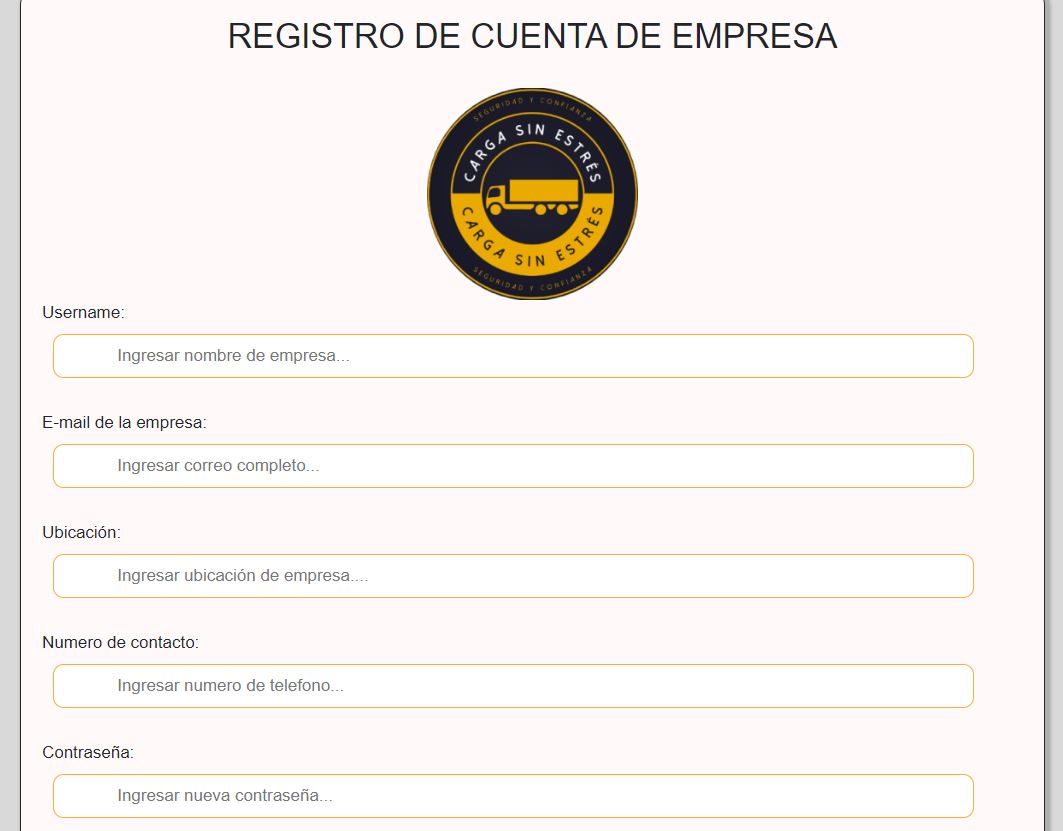 REGISTRO DE CUENTA DE EMPRESA
SEGURIDAD Y CONFIANZA
CARGA SIN ESTRÉS
CARGA SIN ESTRÉS
SEGURIDAD Y CONFIANZA
Username:
Ingresar nombre de empresa...
E-mail de la empresa:
Ingresar correo completo...
Ubicación:
Ingresar ubicación de empresa....
Numero de contacto:
Ingresar numero de telefono...
Contraseña:
Ingresar nueva contraseña...